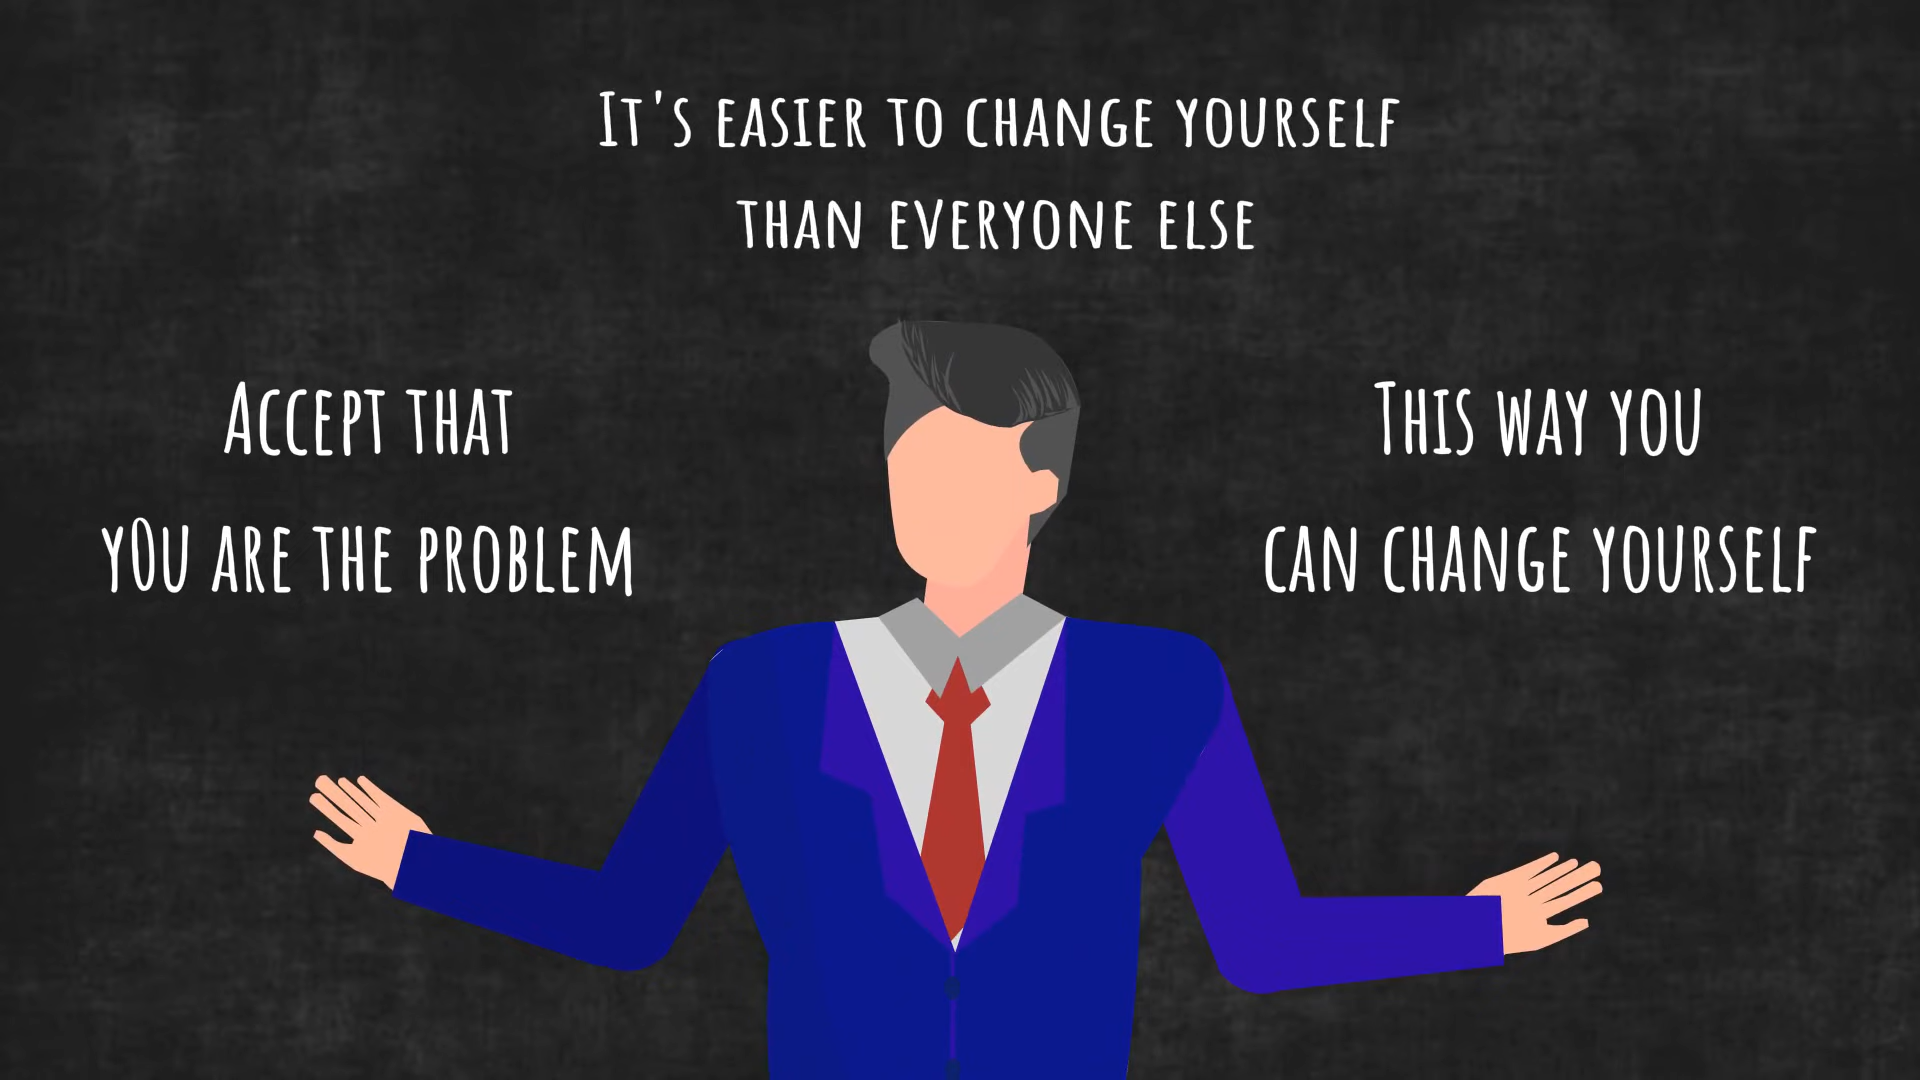 It's easier to change yourself
than everyone else
Accept that
yOu are the problem
This way you
can change yourself